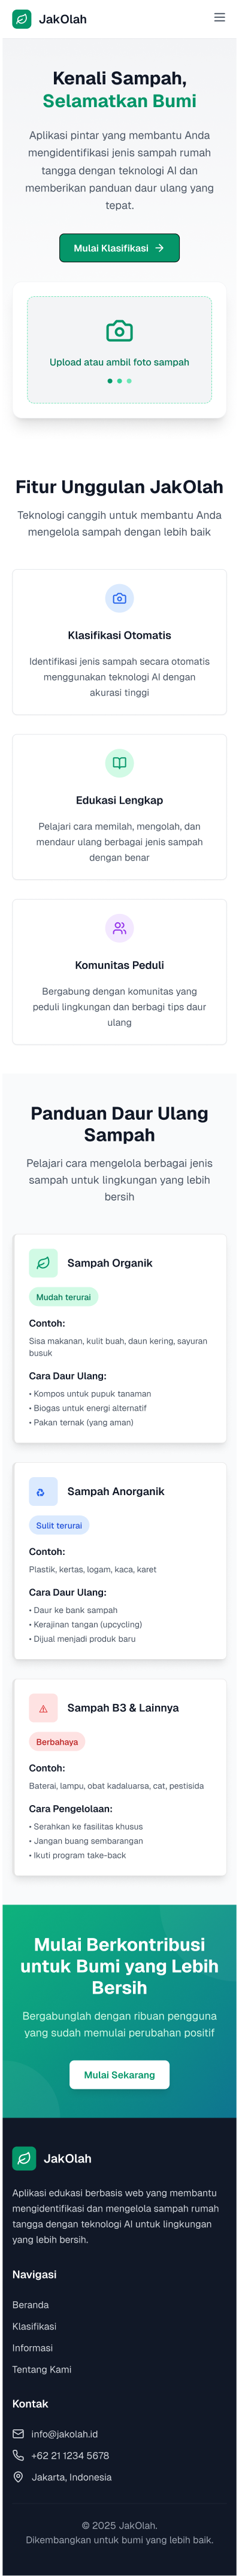 JakOlah
Kenali Sampah,
Selamatkan Bumi
Aplikasi pintar yang membantu Anda
mengidentifikasi jenis sampah rumah
tangga dengan teknologi AI dan
memberikan panduan daur ulang yang
tepat.
Mulai Klasifikasi
Upload atau ambil foto sampah
Fitur Unggulan JakOlah
Teknologi canggih untuk membantu Anda
mengelola sampah dengan lebih baik
Klasifikasi Otomatis
Identifikasi jenis sampah secara otomatis
menggunakan teknologi AI dengan
akurasi tinggi
Edukasi Lengkap
Pelajari cara memilah, mengolah, dan
mendaur ulang berbagai jenis sampah
dengan benar
Komunitas Peduli
Bergabung dengan komunitas yang
peduli lingkungan dan berbagi tips daur
ulang
Panduan Daur Ulang
Sampah
Pelajari cara mengelola berbagai jenis
sampah untuk lingkungan yang lebih
bersih
Sampah Organik
Mudah terurai
Contoh:
Sisa makanan, kulit buah, daun kering, sayuran
busuk
Cara Daur Ulang:
• Kompos untuk pupuk tanaman
• Biogas untuk energi alternatif
• Pakan ternak (yang aman)
Sampah Anorganik
Sulit terurai
Contoh:
Plastik, kertas, logam, kaca, karet
Cara Daur Ulang:
• Daur ke bank sampah
• Kerajinan tangan (upcycling)
• Dijual menjadi produk baru
Sampah B3 & Lainnya
Berbahaya
Contoh:
Baterai, lampu, obat kadaluarsa, cat, pestisida
Cara Pengelolaan:
• Serahkan ke fasilitas khusus
• Jangan buang sembarangan
• Ikuti program take-back
Mulai Berkontribusi
untuk Bumi yang Lebih
Bersih
Bergabunglah dengan ribuan pengguna
yang sudah memulai perubahan positif
Mulai Sekarang
JakOlah
Aplikasi edukasi berbasis web yang membantu
mengidentifikasi dan mengelola sampah rumah
tangga dengan teknologi AI untuk lingkungan
yang lebih bersih.
Navigasi
Beranda
Klasifikasi
Informasi
Tentang Kami
Kontak
info@jakolah.id
+62 21 1234 5678
Jakarta, Indonesia
© 2025 JakOlah.
Dikembangkan untuk bumi yang lebih baik.